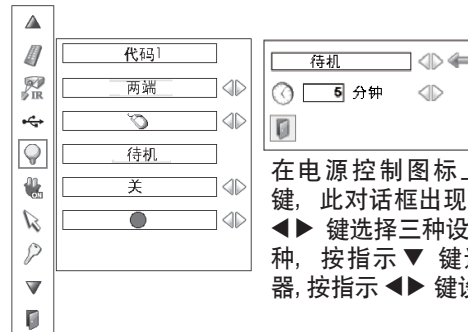 IR
代码1
两端
待机
关
待机
5 分钟
在电源控制图标
键, 此对话框出现
◀▶ 键选择三种设
种, 按指示 ▼ 键
器, 按指示 ◀▶ 键